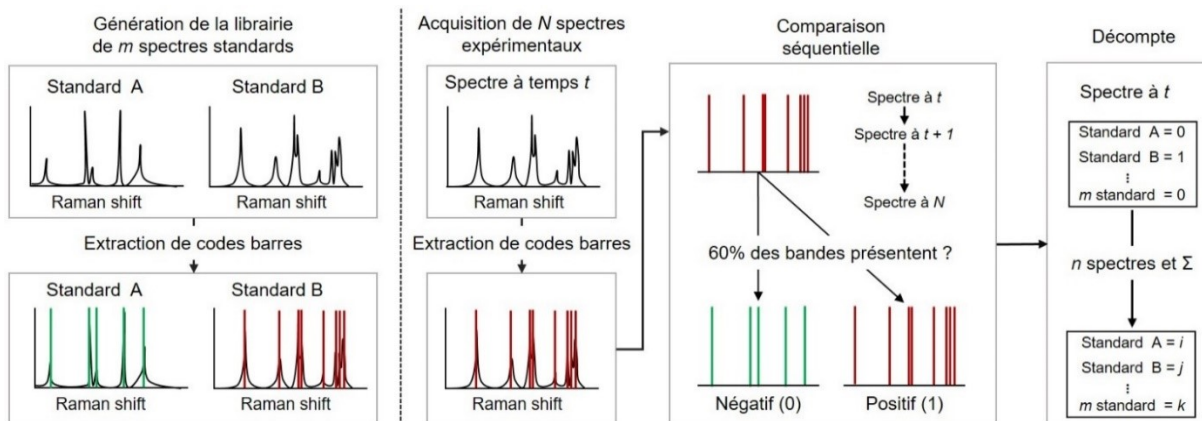 Génération de la librairie
de m spectres standards
Standard A
Standard B
Raman shift
Raman shift
Extraction de codes barres
Standard A
Standard B
Raman shift
Raman shift
Acquisition de N spectres
expérimentaux
Spectre à temps t
Raman shift
Extraction de codes barres
Raman shift
Comparaison
séquentielle
Spectre à t
Spectre à t + 1
Spectre à N
60% des bandes présentent ?
Négatif (0)
Positif (1)
Décompte
Spectre à t
Standard A = 0
Standard B = 1
⋮
m standard = 0
n spectres et Σ
Standard A = i
Standard B = j
⋮
m standard = k